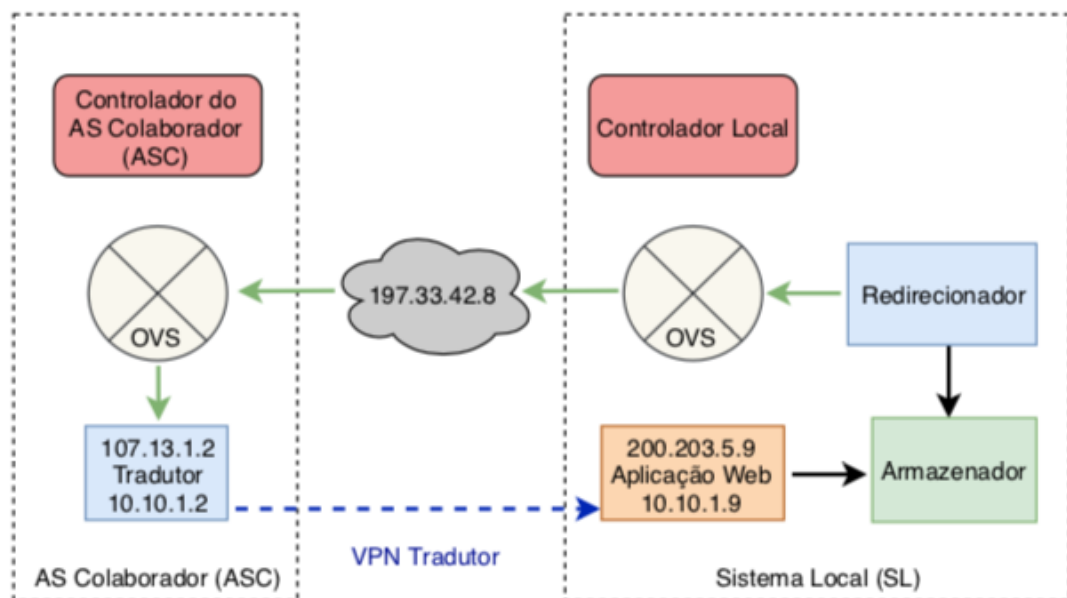 Controlador do
AS Colaborador
(ASC)
Controlador Local
OVS
197.33.42.8
OVS
Redirecionador
107.13.1.2
Tradutor
10.10.1.2
VPN Tradutor
200.203.5.9
Aplicação Web
10.10.1.9
Armazenador
AS Colaborador (ASC)
Sistema Local (SL)